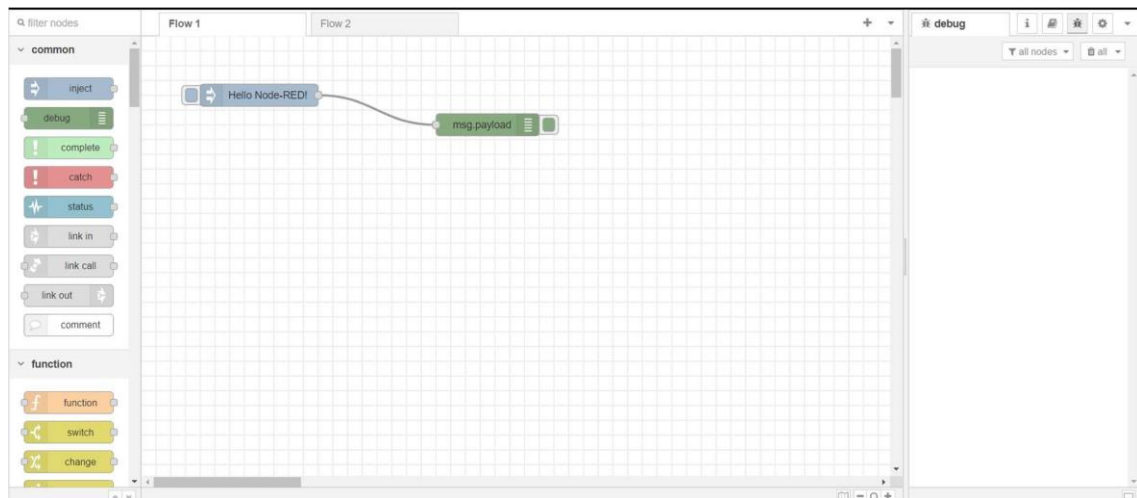 filter nodes
Flow 1
Flow 2
debug
i
all nodes
all
common
inject
debug
complete
catch
status
link in
link call
link out
comment
function
function
switch
change
Hello Node-RED!
msg.payload